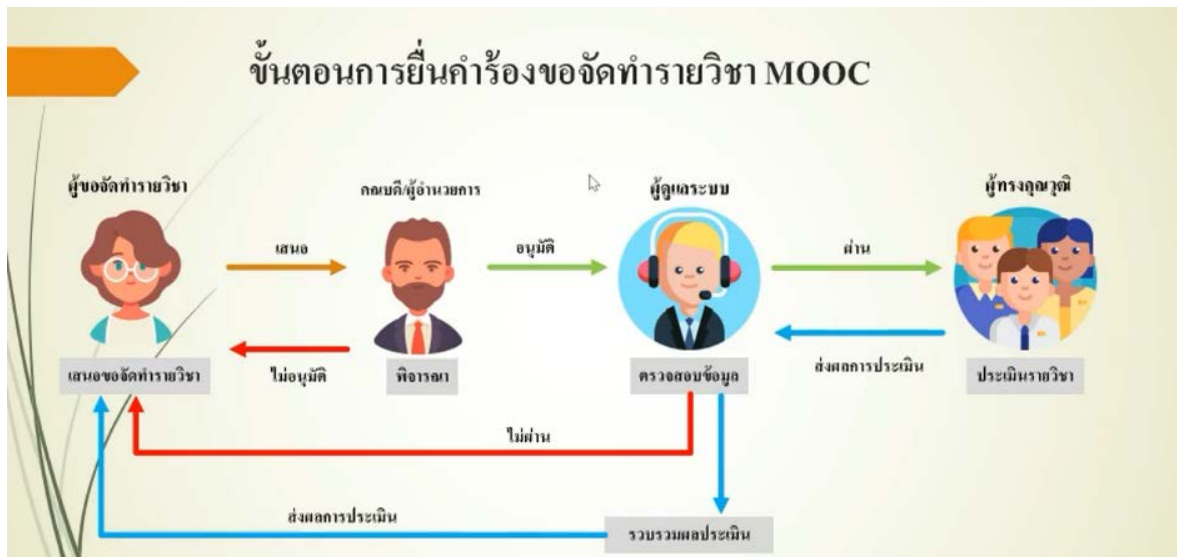 ขั้นตอนการยื่นคำร้องขอจัดทำรายวิชา MOOC
ผู้ขอจัดทำรายวิชา
คณบดี/ผู้อำนวยการ
ผู้ดูแลระบบ
ผู้ทรงคุณวุฒิ
เสนอ
อนุมัติ
ผ่าน
เสนอขอจัดทำรายวิชา
ไม่อนุมัติ
พิจารณา
ตรวจสอบข้อมูล
ส่งผลการประเมิน
ประเมินรายวิชา
ไม่ผ่าน
ส่งผลการประเมิน
รวบรวมผลประเมิน